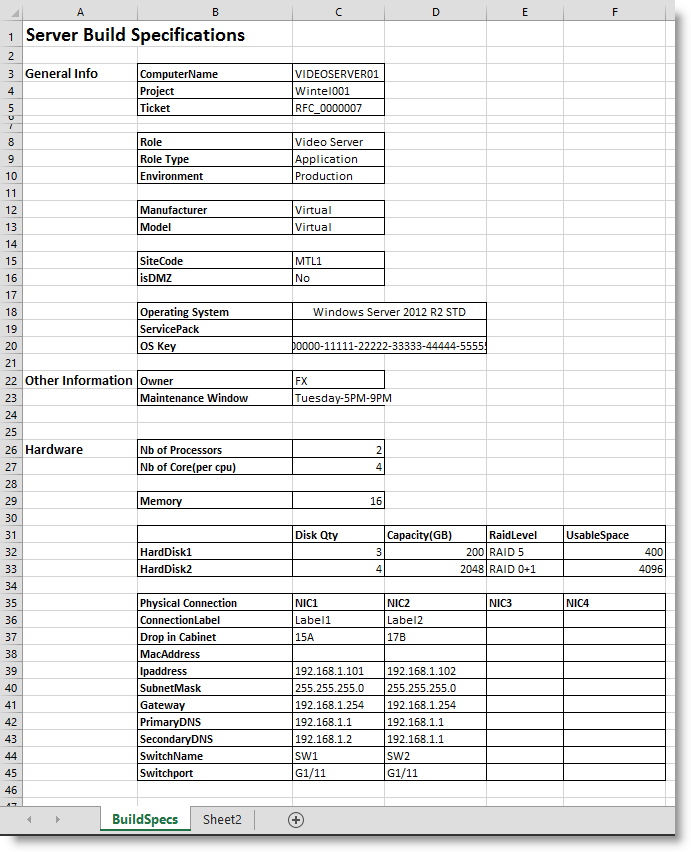 A B C D E F
1 Server Build Specifications
2
3 General Info ComputerName VIDEOSERVER01
4 Project Wintel001
5 Ticket RFC_0000007
6
7
8 Role Video Server
9 Role Type Application
10 Environment Production
11
12 Manufacturer Virtual
13 Model Virtual
14
15 SiteCode MTL1
16 isDMZ No
17
18 Operating System Windows Server 2012 R2 STD
19 ServicePack
20 OS Key 00000-11111-22222-33333-44444-55555
21
22 Other Information Owner FX
23 Maintenance Window Tuesday-5PM-9PM
24
25
26 Hardware Nb of Processors 2
27 Nb of Core(per cpu) 4
28
29 Memory 16
30
31 Disk Qty Capacity(GB) RaidLevel UsableSpace
32 HardDisk1 3 200 RAID 5 400
33 HardDisk2 4 2048 RAID 0+1 4096
34
35 Physical Connection NIC1 NIC2 NIC3 NIC4
36 ConnectionLabel Label1 Label2
37 Drop in Cabinet 15A 17B
38 MacAddress
39 Ipaddress 192.168.1.101 192.168.1.102
40 SubnetMask 255.255.255.0 255.255.255.0
41 Gateway 192.168.1.254 192.168.1.254
42 PrimaryDNS 192.168.1.1 192.168.1.1
43 SecondaryDNS 192.168.1.2 192.168.1.1
44 SwitchName SW1 SW2
45 Switchport G1/11 G1/11
46
47
BuildSpecs Sheet2